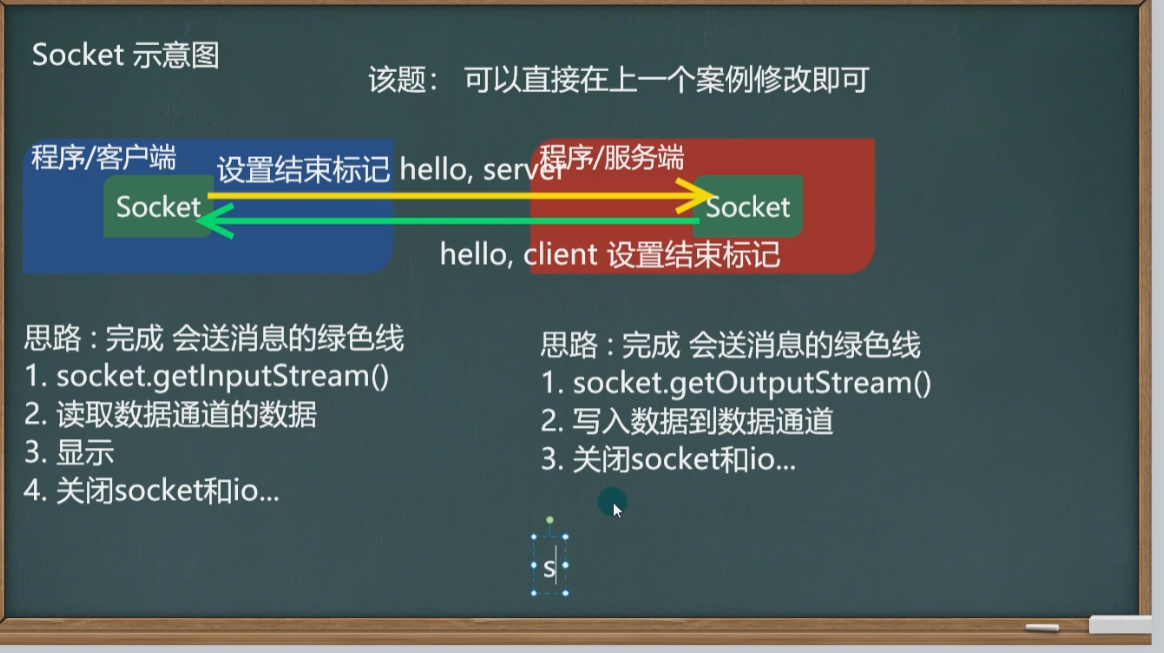 Socket 示意图
该题： 可以直接在上一个案例修改即可
程序/客户端
设置结束标记 hello, server
程序/服务端
Socket
Socket
hello, client 设置结束标记
思路 : 完成 会送消息的绿色线
1. socket.getInputStream()
2. 读取数据通道的数据
3. 显示
4. 关闭socket和io...
思路 : 完成 会送消息的绿色线
1. socket.getOutputStream()
2. 写入数据到数据通道
3. 关闭socket和io...
s